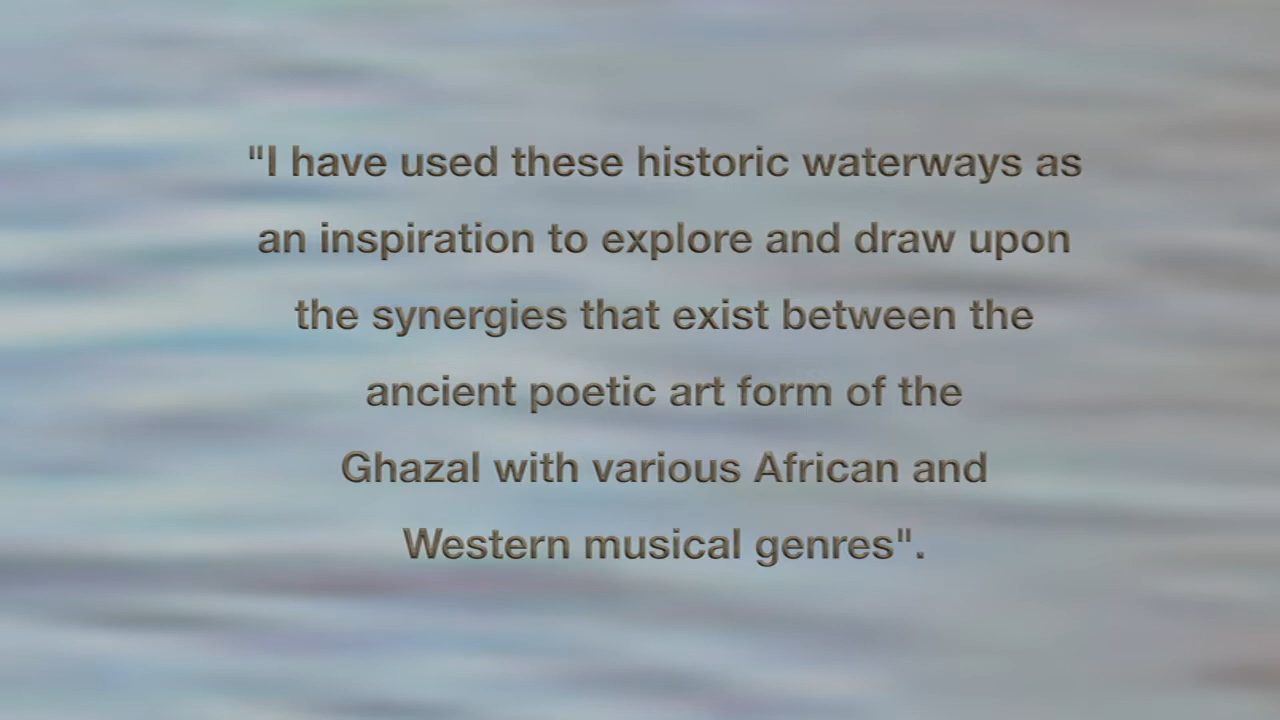 "I have used these historic waterways as
an inspiration to explore and draw upon
the synergies that exist between the
ancient poetic art form of the
Ghazal with various African and
Western musical genres".